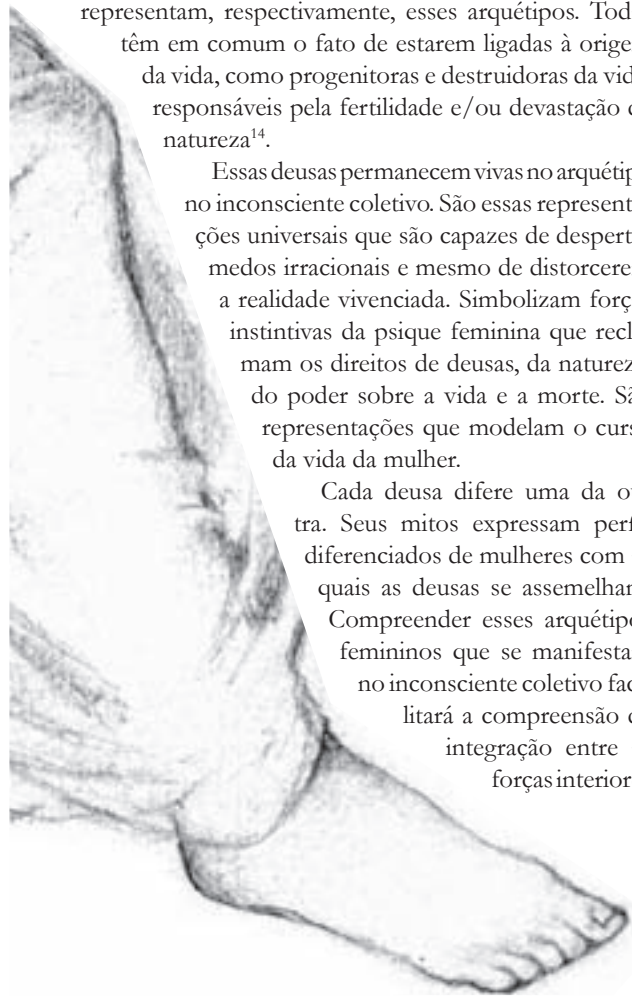 representam, respectivamente, esses arquétipos. Tod
têm em comum o fato de estarem ligadas à orige
da vida, como progenitoras e destruidoras da vid
responsáveis pela fertilidade e/ou devastação d
natureza¹⁴.
Essas deusas permanecem vivas no arquétip
no inconsciente coletivo. São essas represent
ções universais que são capazes de despert
medos irracionais e mesmo de distorcere
a realidade vivenciada. Simbolizam forç
instintivas da psique feminina que recl
mam os direitos de deusas, da naturez
do poder sobre a vida e a morte. Sã
representações que modelam o curs
da vida da mulher.
Cada deusa difere uma da ou
tra. Seus mitos expressam perf
diferenciados de mulheres com
quais as deusas se assemelhar
Compreender esses arquétipo
femininos que se manifesta
no inconsciente coletivo faci
litará a compreensão d
integração entre
forças interior